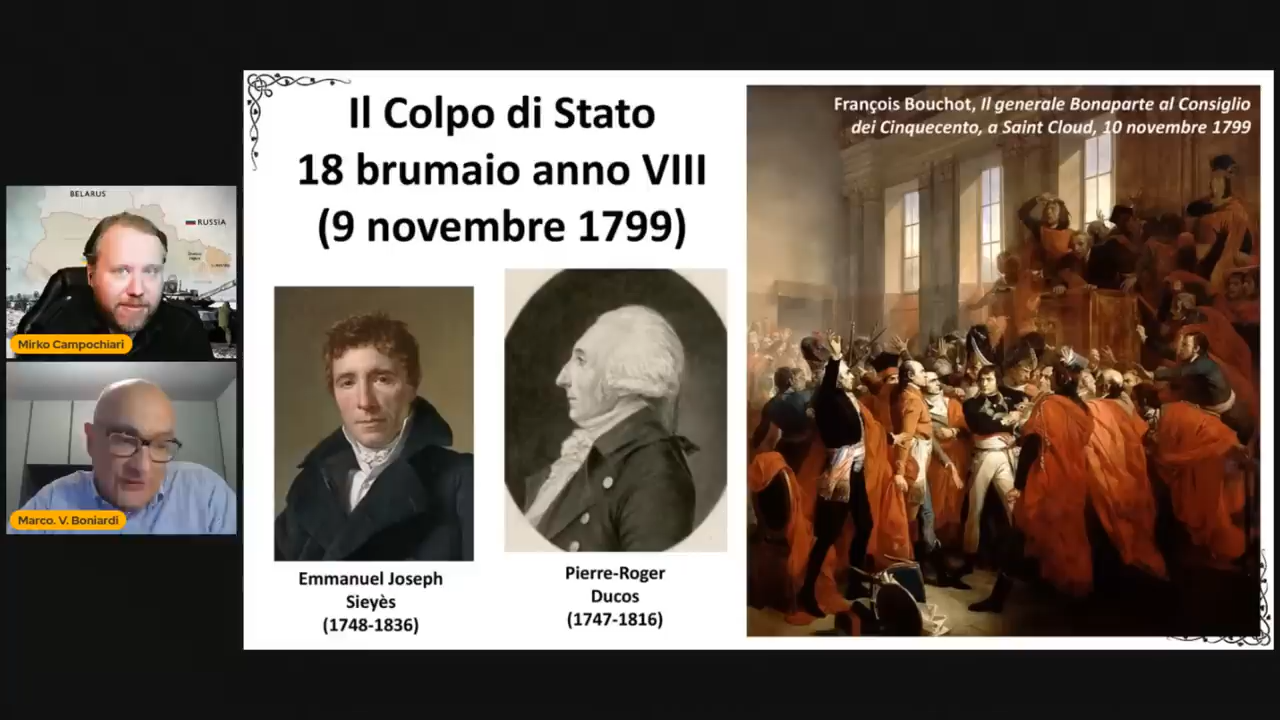 BELARUS
RUSSIA
Mirko Campochiari
Marco. V. Boniardi
Il Colpo di Stato
18 brumaio anno VIII
(9 novembre 1799)
Emmanuel Joseph
Sieyès
(1748-1836)
Pierre-Roger
Ducos
(1747-1816)
François Bouchot, Il generale Bonaparte al Consiglio
dei Cinquecento, a Saint Cloud, 10 novembre 1799